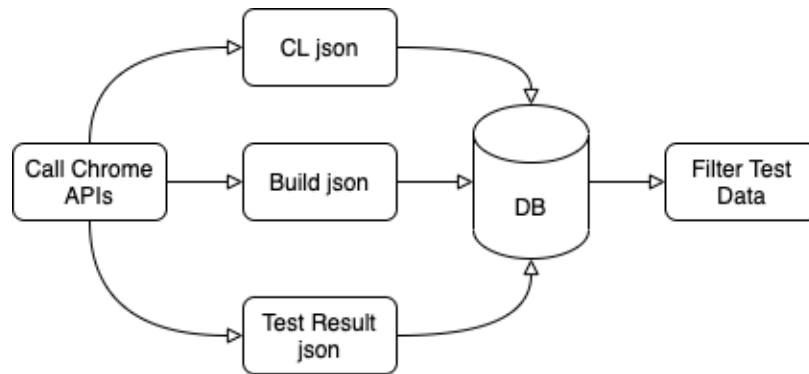 CL json
Call Chrome
APIs
Build json
DB
Filter Test
Data
Test Result
json